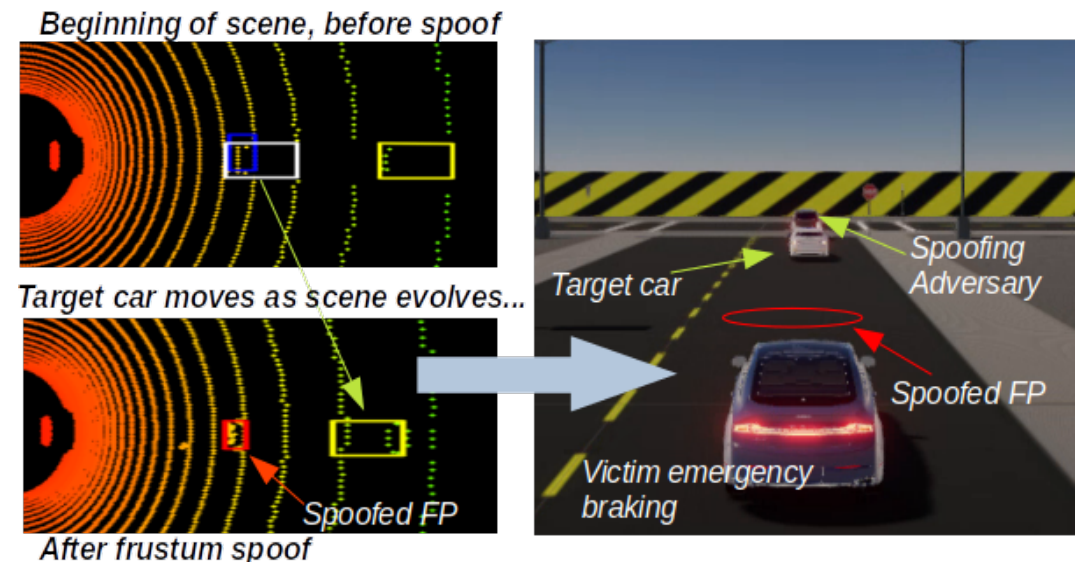 Beginning of scene, before spoof
Target car moves as scene evolves...
Spoofed FP
After frustum spoof
Target car
Spoofing
Adversary
Spoofed FP
Victim emergency
braking